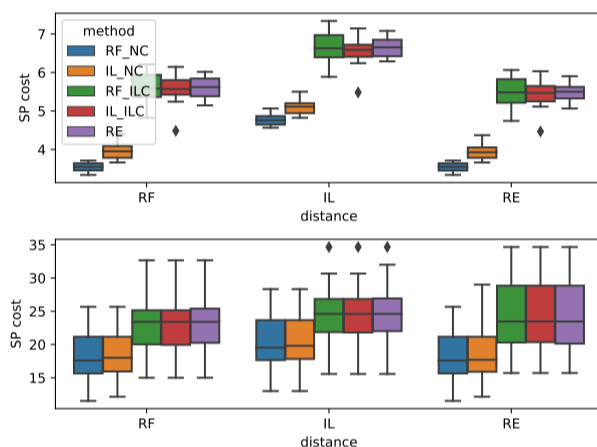 7
6
5
4
SP cost
method
RF_NC
IL_NC
RF_ILC
IL_ILC
RE
RF
IL
RE
distance
35
30
25
20
15
SP cost
RF
IL
RE
distance